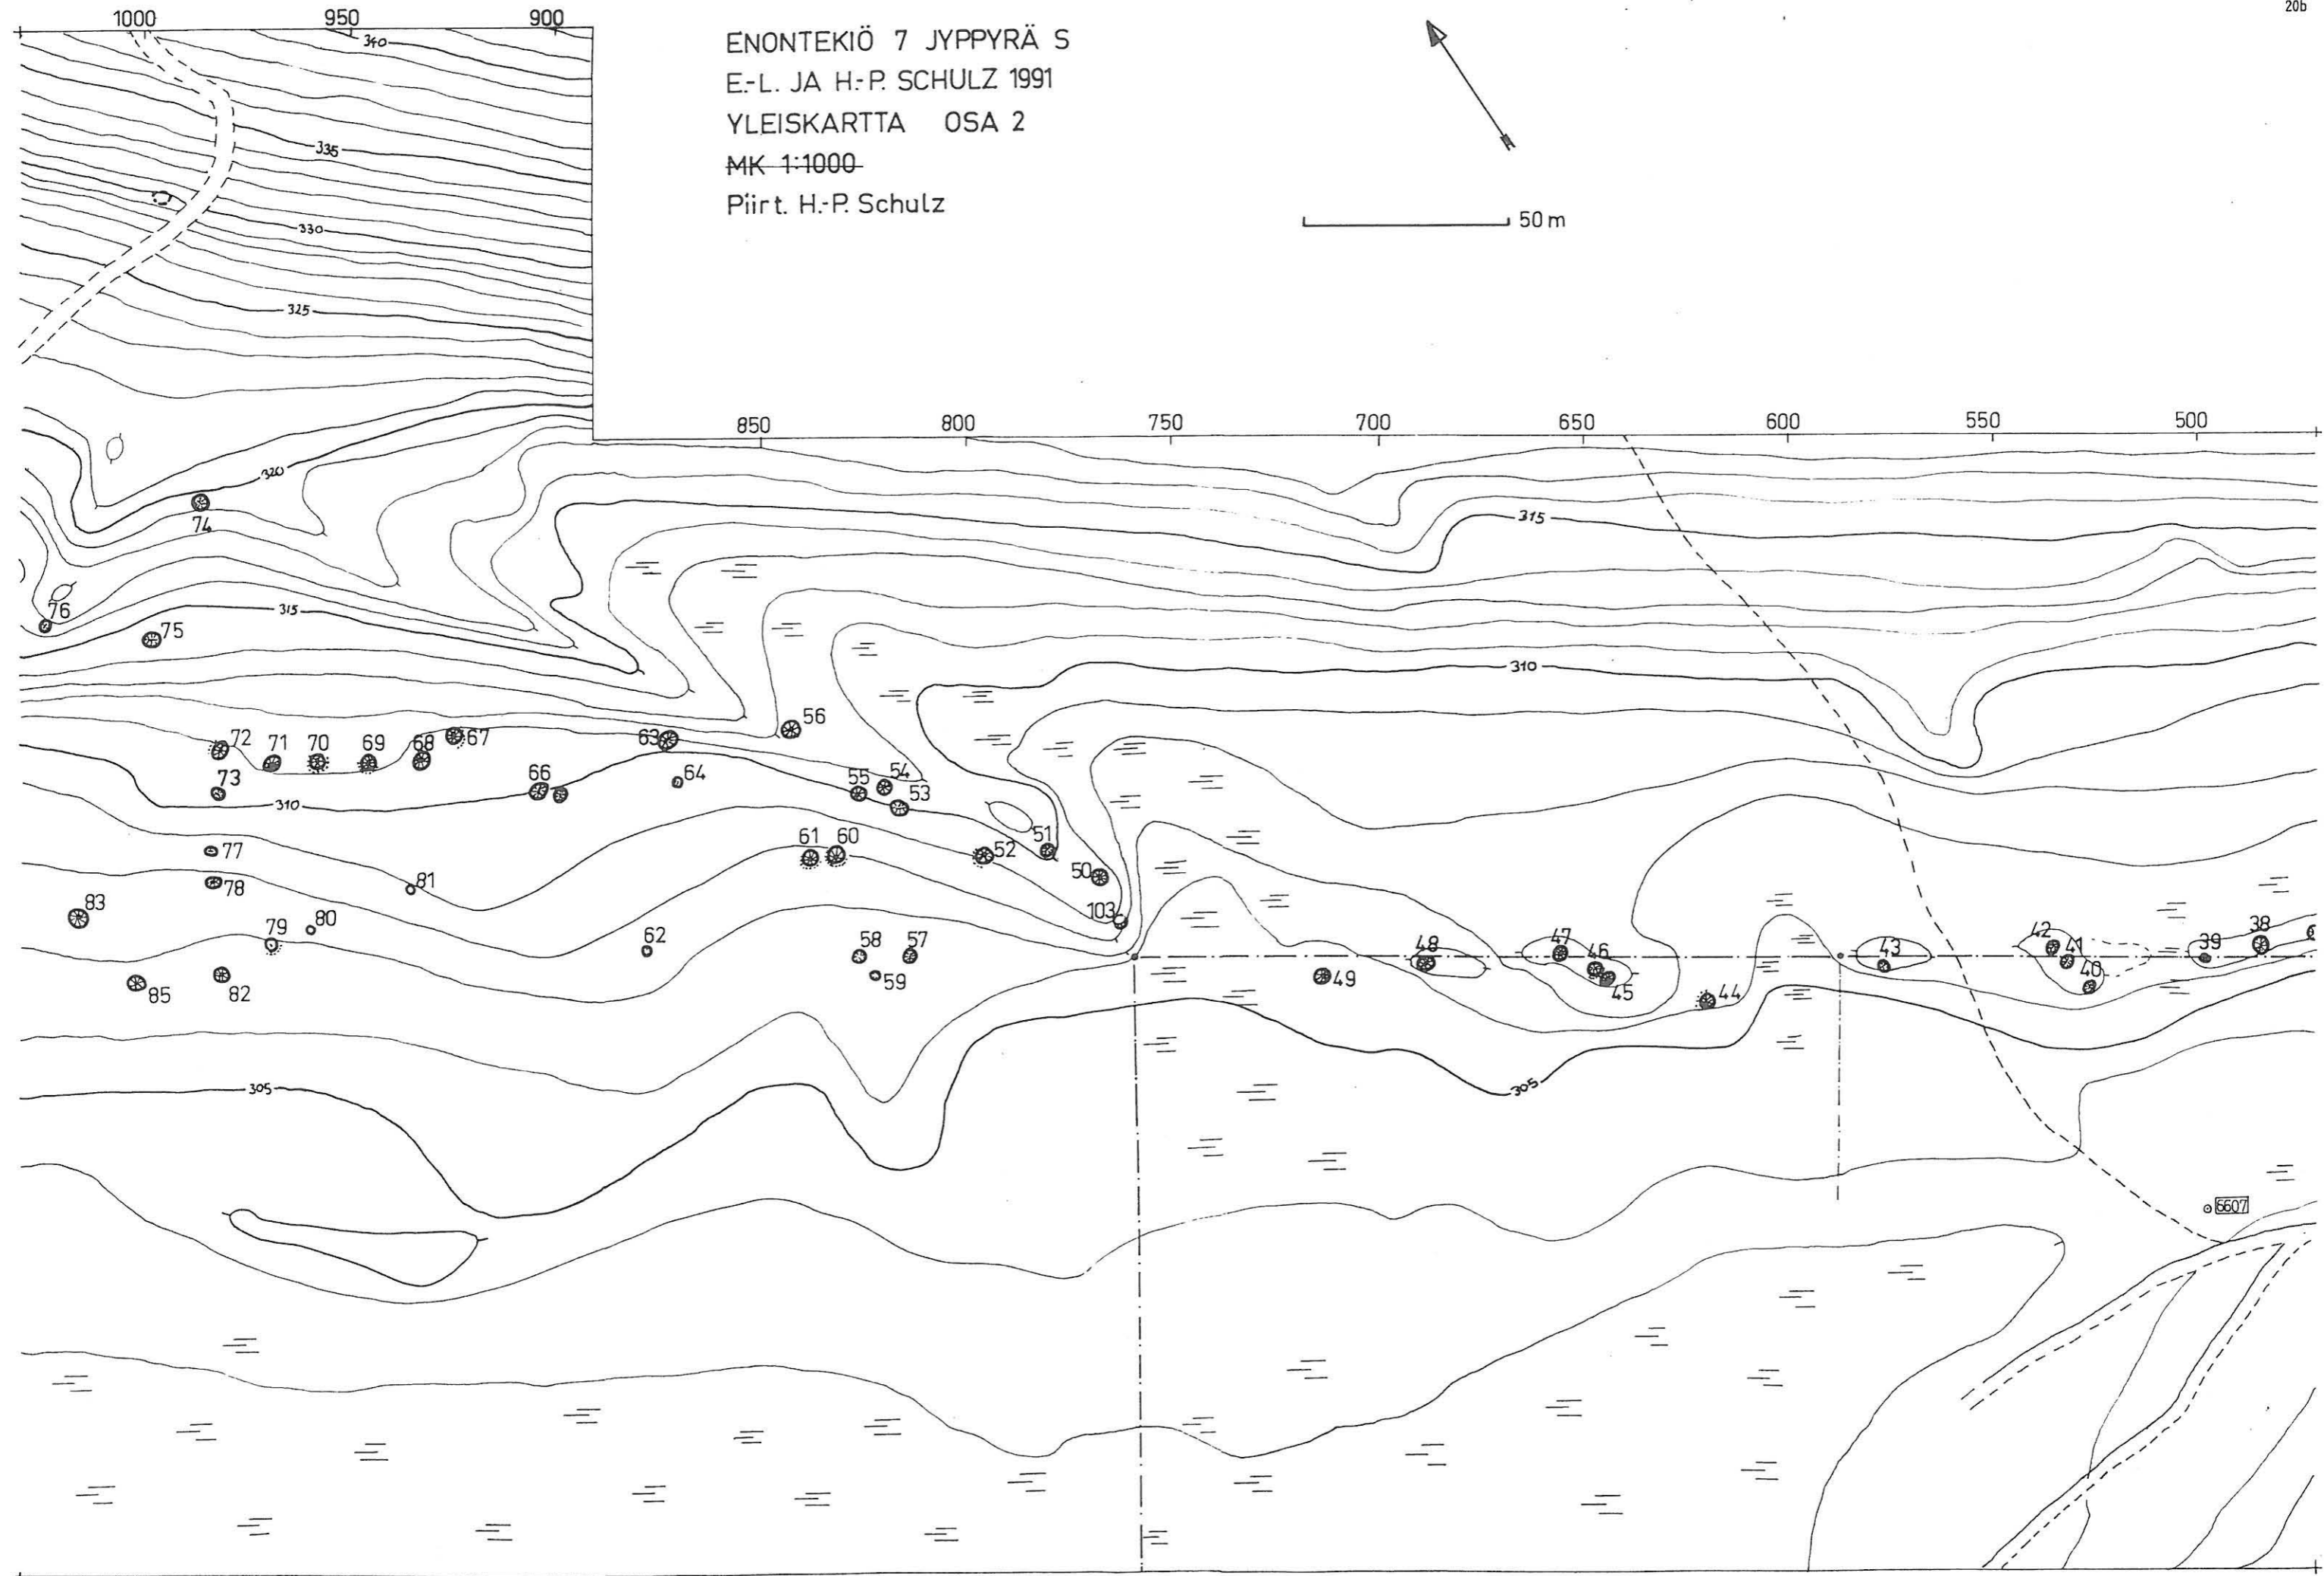 20b
1000 950 900
ENONTEKIÖ 7 JYPPYRÄ S
E.-L. JA H.-P. SCHULZ 1991
YLEISKARTTA OSA 2
MK 1:1000
Piirt. H.-P. Schulz
50 m
340
335
330
325
850 800 750 700 650 600 550 500
320
74
315
315
76
75
310
56
72 71 70 69 68 67 63
73 66 64 55 54
53
310
51
61 60 52
77
50
78 81
83 103
80
79 62 58 57 48 47 46 43 42 41 39 38
59 49 45 40
85 82 44
305
305
6607